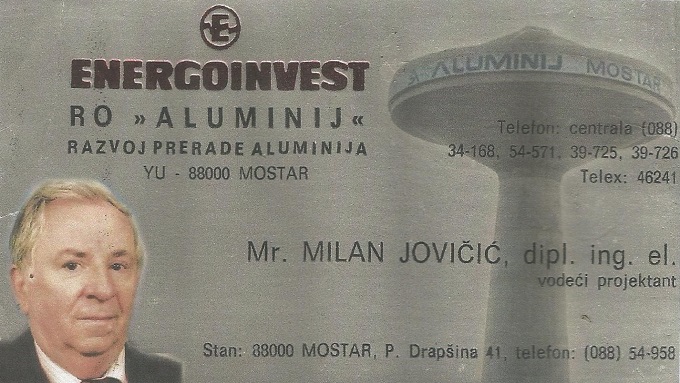 E
ENERGOINVEST
RO »ALUMINIJ«
RAZVOJ PRERADE ALUMINIJA
YU - 88000 MOSTAR
ALUMINIJ MOSTAR
Telefon: centrala (088)
34-168, 54-571, 39-725, 39-726
Telex: 46241
Mr. MILAN JOVIČIĆ, dipl. ing. el.
vodeći projektant
Stan: 88000 MOSTAR, P. Drapšina 41, telefon: (088) 54-958